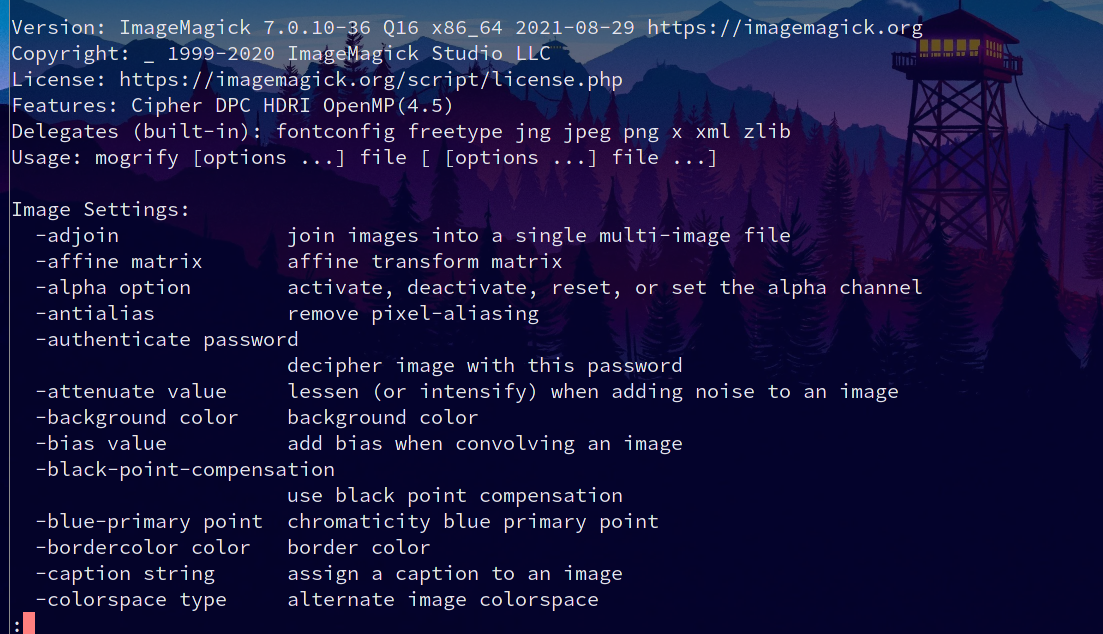 Version: ImageMagick 7.0.10-36 Q16 x86_64 2021-08-29 https://imagemagick.org
Copyright: _ 1999-2020 ImageMagick Studio LLC
License: https://imagemagick.org/script/license.php
Features: Cipher DPC HDRI OpenMP(4.5)
Delegates (built-in): fontconfig freetype jng jpeg png x xml zlib
Usage: mogrify [options ...] file [ [options ...] file ...]

Image Settings:
  -adjoin              join images into a single multi-image file
  -affine matrix       affine transform matrix
  -alpha option        activate, deactivate, reset, or set the alpha channel
  -antialias           remove pixel-aliasing
  -authenticate password
                       decipher image with this password
  -attenuate value     lessen (or intensify) when adding noise to an image
  -background color    background color
  -bias value          add bias when convolving an image
  -black-point-compensation
                       use black point compensation
  -blue-primary point  chromaticity blue primary point
  -bordercolor color   border color
  -caption string      assign a caption to an image
  -colorspace type     alternate image colorspace
: